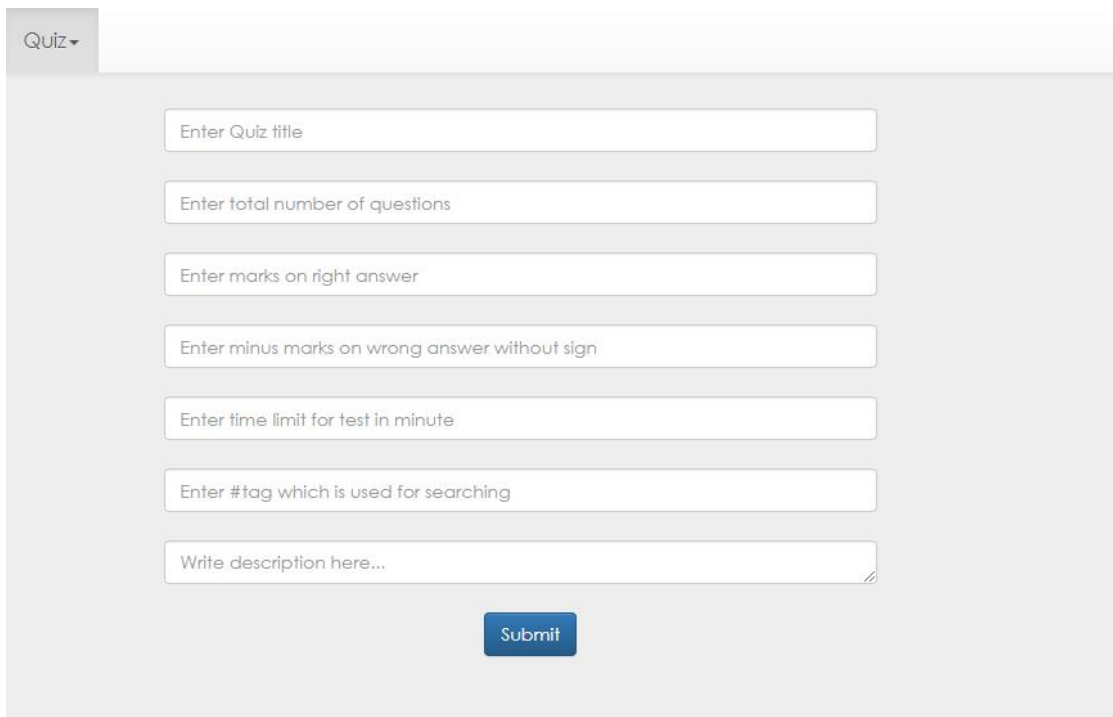 Quiz
Enter Quiz title
Enter total number of questions
Enter marks on right answer
Enter minus marks on wrong answer without sign
Enter time limit for test in minute
Enter #tag which is used for searching
Write description here...
Submit